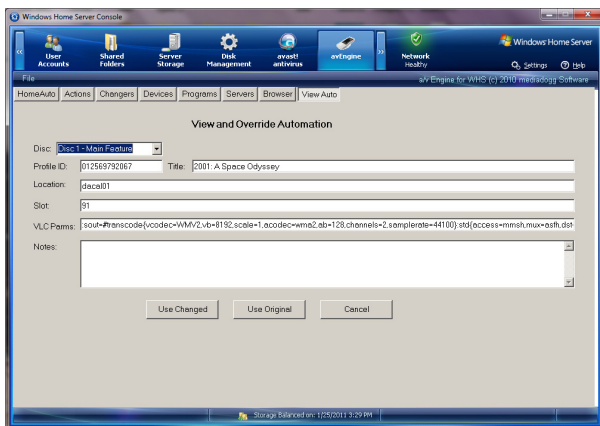 Windows Home Server Console
User Accounts
Shared Folders
Server Storage
Disk Management
avast! antivirus
avEngine
Network
Healthy
Windows Home Server
Settings
Help
File
a/v Engine for WHS (c) 2010 mediadogg Software
HomeAuto Actions Changers Devices Programs Servers Browser View Auto
View and Override Automation
Disc: Disc 1 - Main Feature
Profile ID: 012569792067 Title: 2001: A Space Odyssey
Location: dacal01
Slot: 91
VLC Parms: :sout=#transcode{vcodec=WMV2,vb=8192,scale=1,acodec=wma2,ab=128,channels=2,samplerate=44100}:std{access=mmsh,mux=asfh,dst
Notes:
Use Changed Use Original Cancel
Storage Balanced on: 1/25/2011 3:29 PM